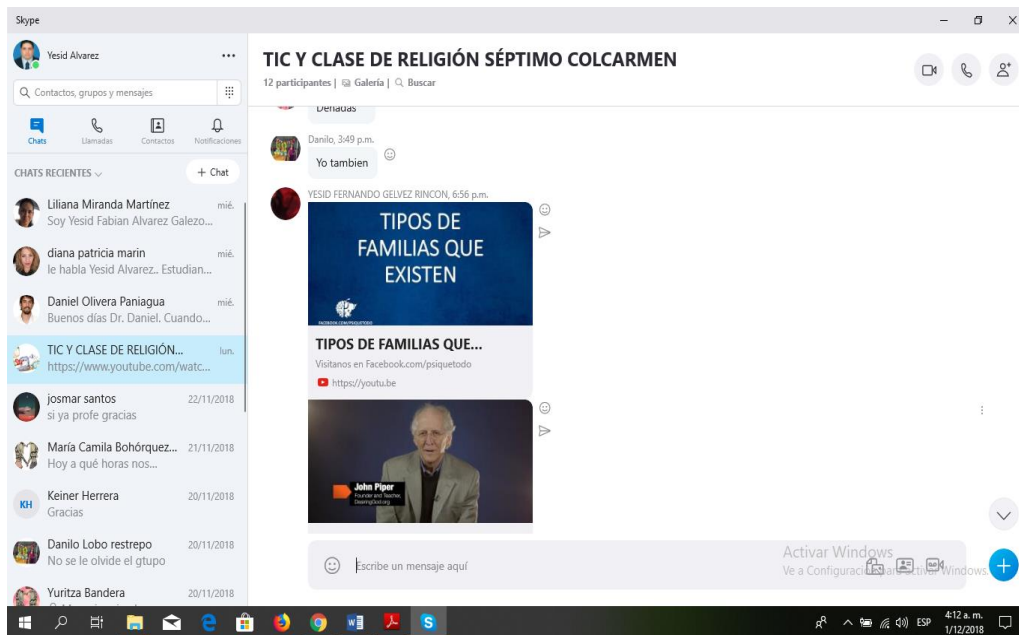 Skype
Yesid Alvarez
Contactos, grupos y mensajes
Chats
Llamadas
Contactos
Notificaciones
CHATS RECIENTES
+ Chat
Liliana Miranda Martínez
mié.
Soy Yesid Fabian Alvarez Galezo...
diana patricia marin
mié.
le habla Yesid Alvarez.. Estudian...
Daniel Olivera Paniagua
mié.
Buenos días Dr. Daniel. Cuando...
TIC Y CLASE DE RELIGIÓN...
lun.
https://www.youtube.com/watc...
josmar santos
22/11/2018
si ya profe gracias
María Camila Bohórquez...
21/11/2018
Hoy a qué horas nos...
KH
Keiner Herrera
20/11/2018
Gracias
Danilo Lobo restrepo
20/11/2018
No se le olvide el gtupo
Yuritza Bandera
20/11/2018
TIC Y CLASE DE RELIGIÓN SÉPTIMO COLCARMEN
12 participantes | Galería | Buscar
Denadas
Danilo, 3:49 p.m.
Yo tambien
YESID FERNANDO GELVEZ RINCON, 6:56 p.m.
TIPOS DE
FAMILIAS QUE
EXISTEN
FACEBOOK.COM/PSIQUETODO
TIPOS DE FAMILIAS QUE...
Visitanos en Facebook.com/psiquetodo
https://youtu.be
John Piper
Founder and Teacher,
DesiringGod.org
Escribe un mensaje aquí
Activar Windows
Ve a Configuración para activar Windows.
ESP
4:12 a. m.
1/12/2018